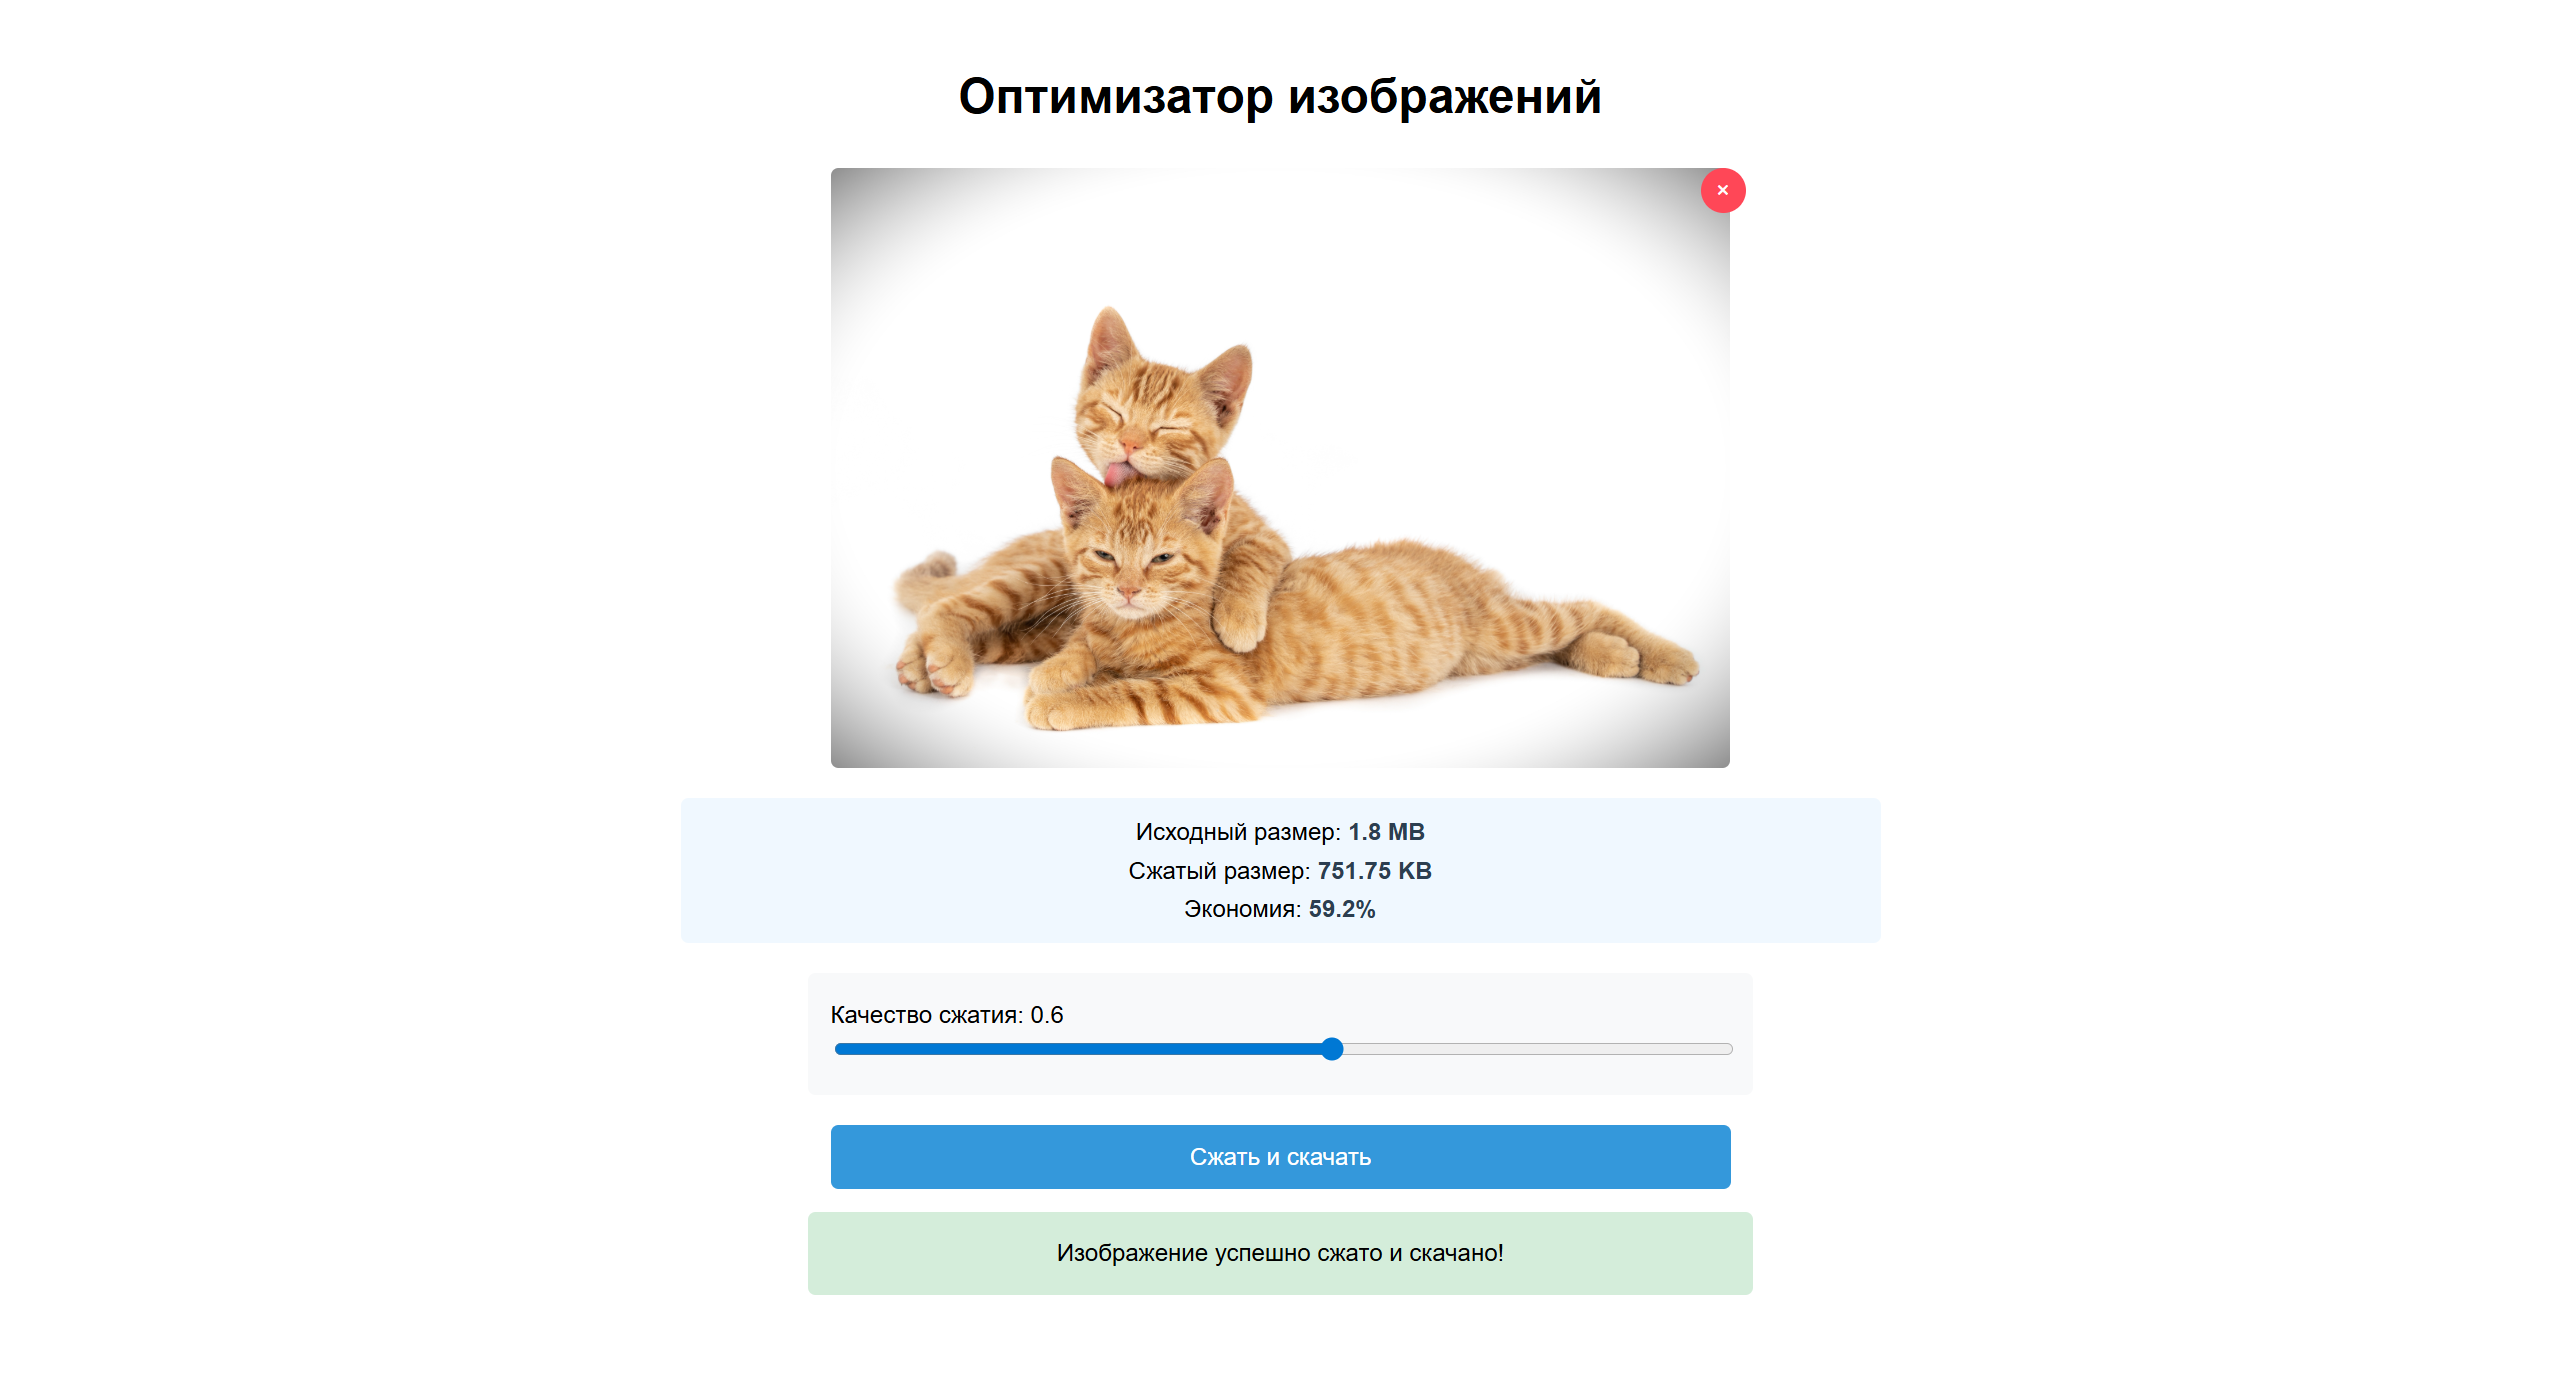 Оптимизатор изображений
×
Исходный размер: 1.8 MB
Сжатый размер: 751.75 KB
Экономия: 59.2%
Качество сжатия: 0.6
Сжать и скачать
Изображение успешно сжато и скачано!